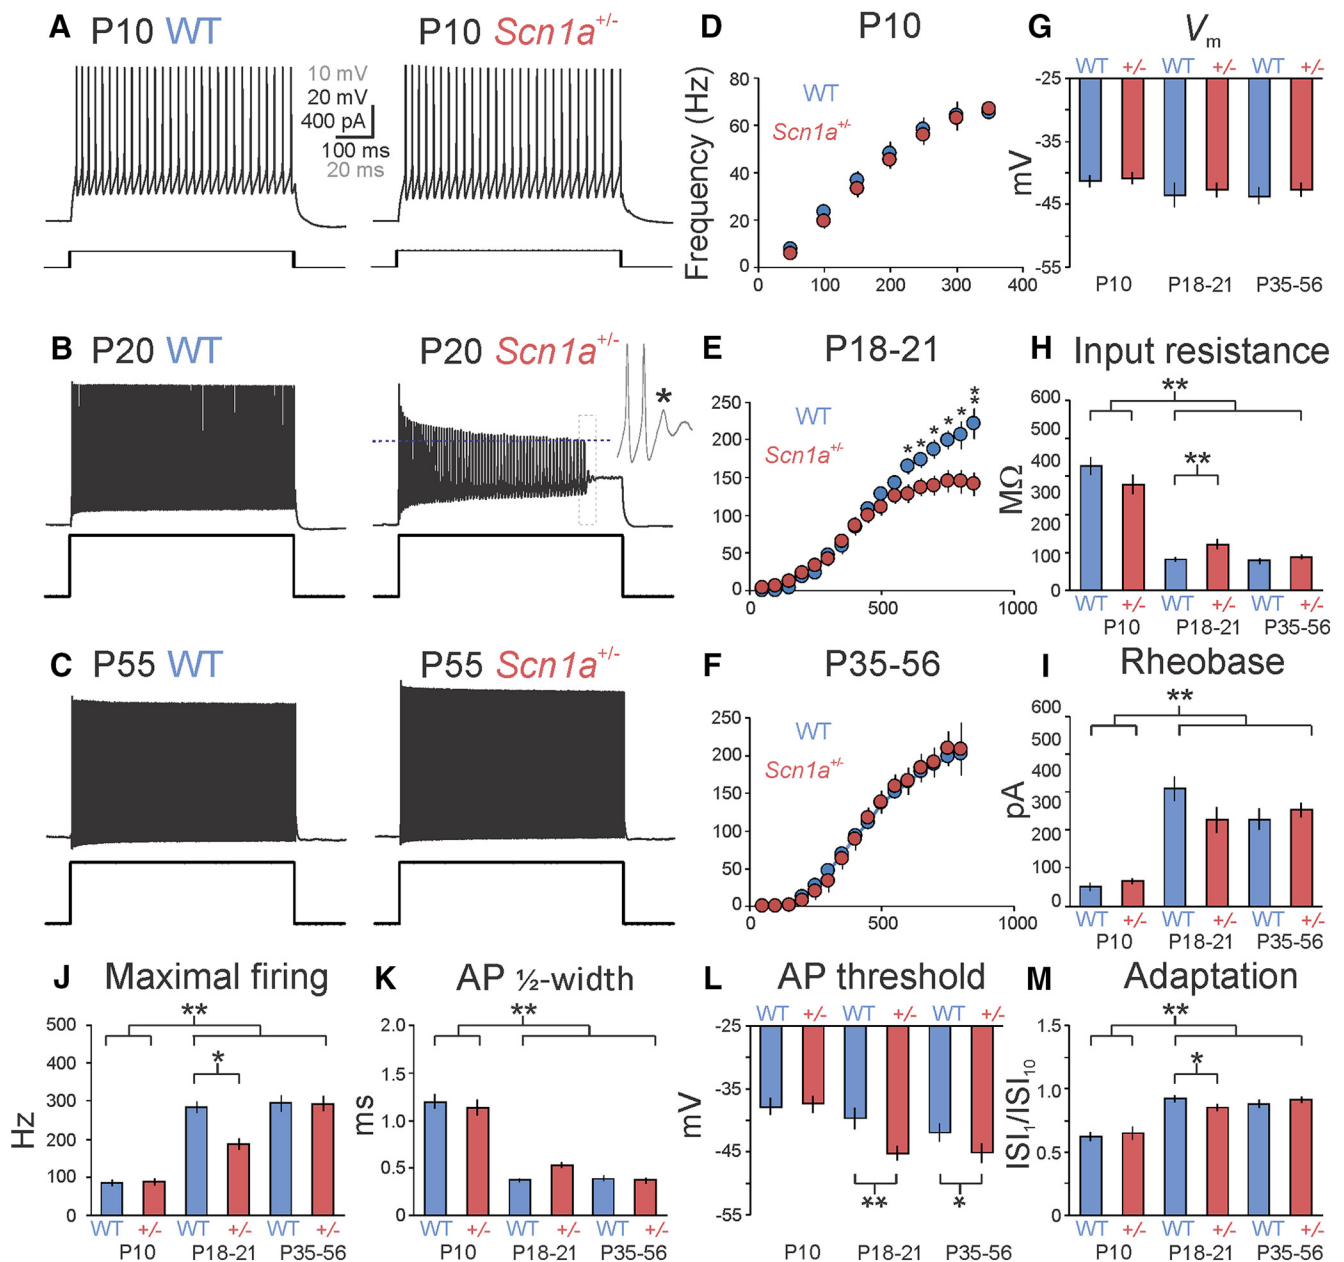 A P10 WT P10 Scn1a+/-
10 mV
20 mV
400 pA
100 ms
20 ms
D P10
Frequency (Hz)
80
60
40
20
0
WT
Scn1a+/-
0 100 200 300 400
G Vm
WT +/- WT +/- WT +/-
mV
-25
-35
-45
-55
P10 P18-21 P35-56
B P20 WT P20 Scn1a+/-
*
E P18-21
250
200
150
100
50
0
WT
Scn1a+/-
* * * * * **
0 500 1000
H Input resistance
MΩ
600
500
400
300
200
100
0
**
**
WT +/- WT +/- WT +/-
P10 P18-21 P35-56
C P55 WT P55 Scn1a+/-
F P35-56
250
200
150
100
50
0
WT
Scn1a+/-
0 500 1000
I Rheobase
pA
600
500
400
300
200
100
0
**
WT +/- WT +/- WT +/-
P10 P18-21 P35-56
J Maximal firing
Hz
500
400
300
200
100
0
**
*
WT +/- WT +/- WT +/-
P10 P18-21 P35-56
K AP ½-width
ms
2.0
1.5
1.0
0.5
0
**
WT +/- WT +/- WT +/-
P10 P18-21 P35-56
L AP threshold
WT +/- WT +/- WT +/-
mV
-25
-35
-45
-55
**
*
P10 P18-21 P35-56
M Adaptation
ISI1/ISI10
1.5
1.0
0.5
0
**
*
WT +/- WT +/- WT +/-
P10 P18-21 P35-56